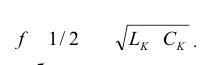 f 1/2 √L_K C_K .